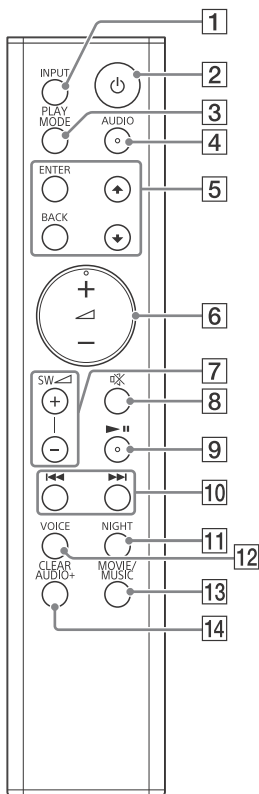 1
INPUT
2
PLAY
MODE
3
AUDIO
4
ENTER
5
BACK
+
6
−
SW
7
+
8
−
9
10
VOICE
NIGHT
11
12
CLEAR
AUDIO+
MOVIE/
MUSIC
13
14